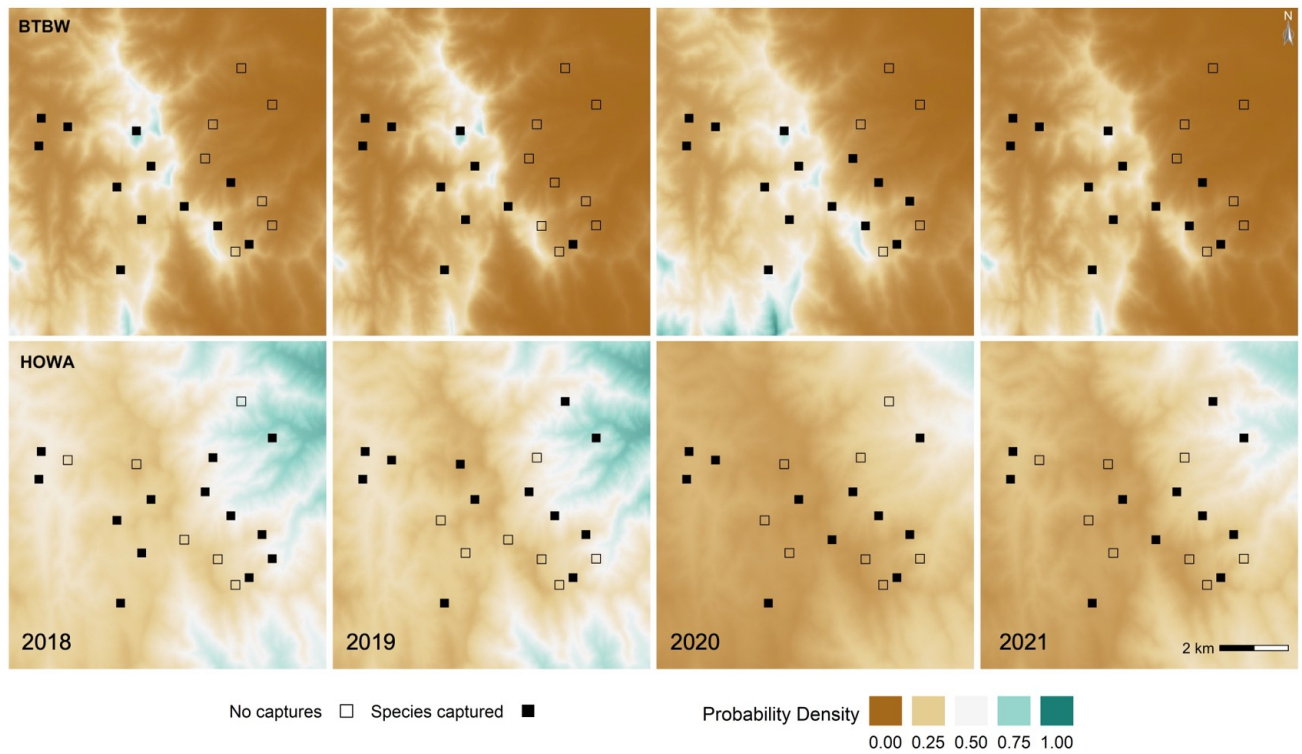 BTBW
N
HOWA
2018
2019
2020
2021
2 km
No captures Species captured
Probability Density
0.00 0.25 0.50 0.75 1.00